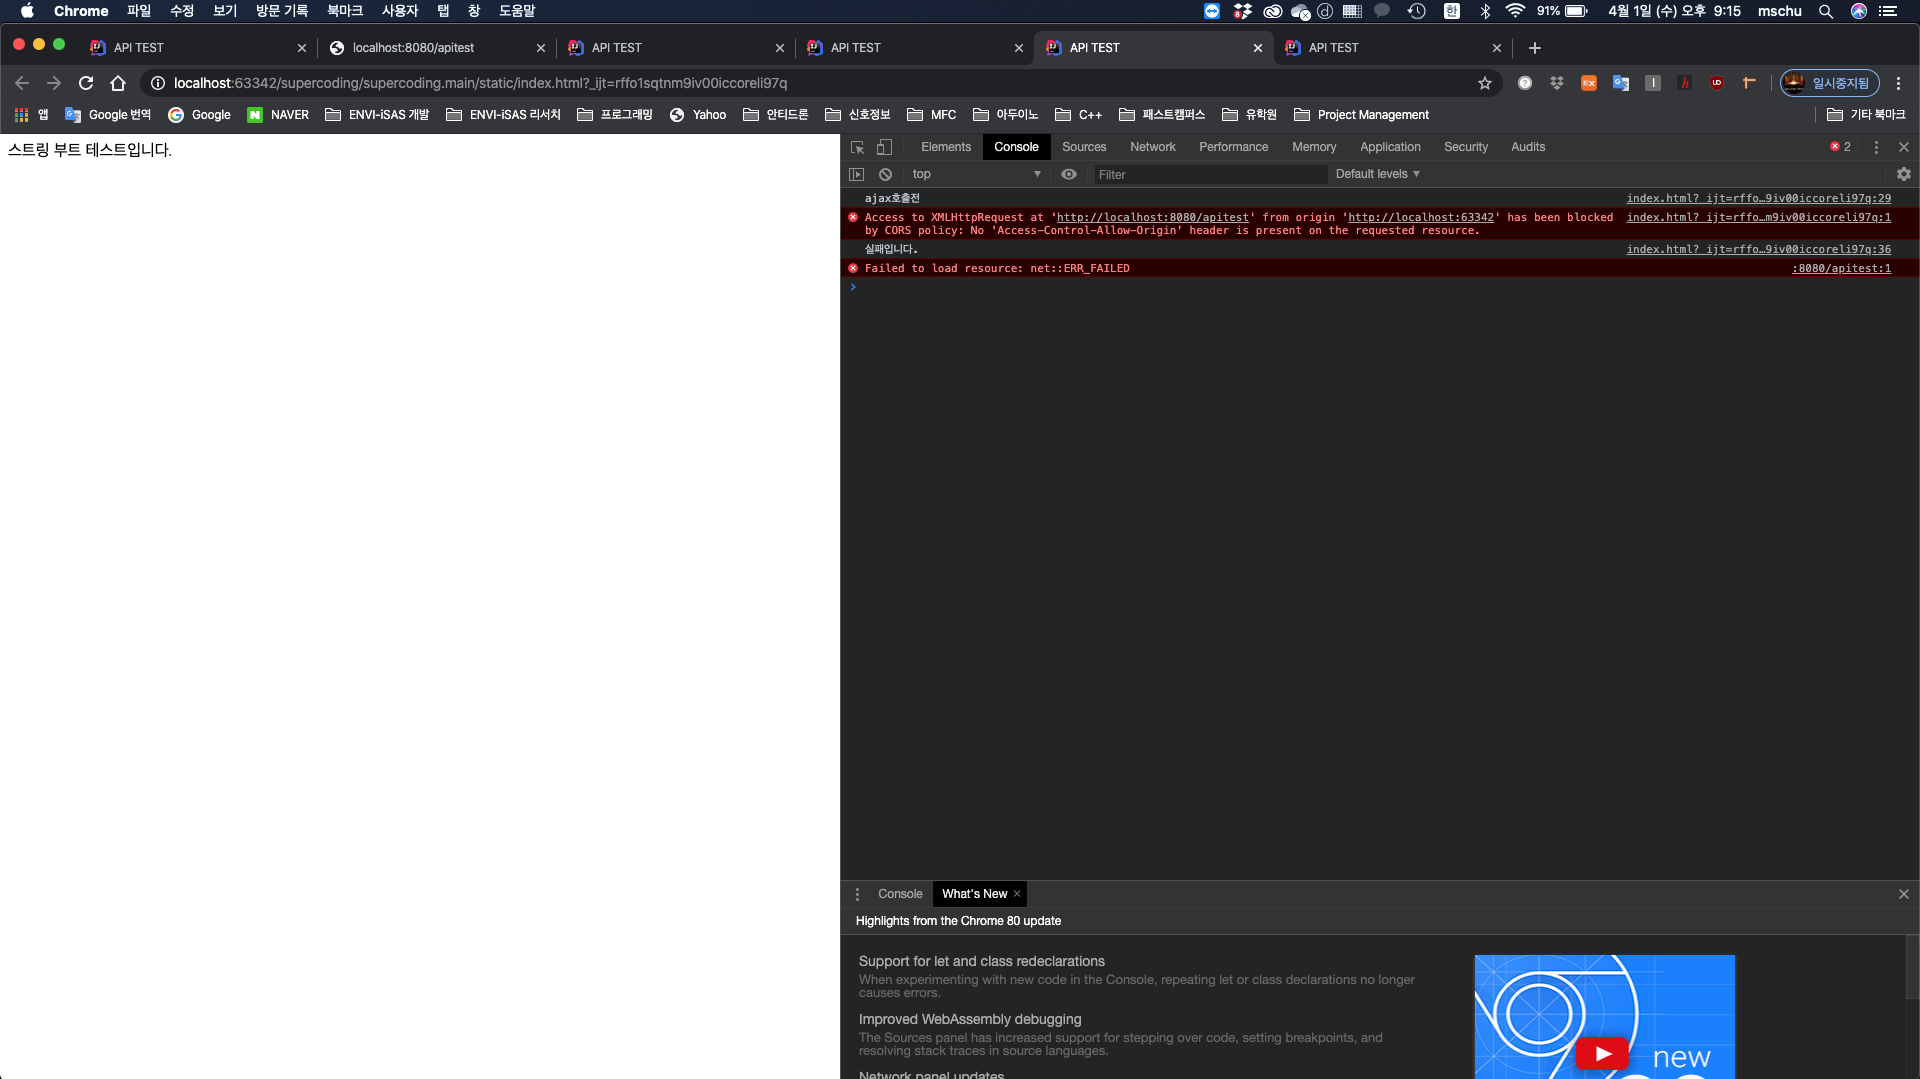 Chrome 파일 수정 보기 방문 기록 북마크 사용자 탭 창 도움말 8 한 91% 4월 1일 (수) 오후 9:15 mschu
API TEST localhost:8080/apitest API TEST API TEST API TEST API TEST
localhost:63342/supercoding/supercoding.main/static/index.html?_ijt=rffo1sqtnm9iv00iccoreli97q 일시중지됨
앱 Google 번역 Google NAVER ENVI-iSAS 개발 ENVI-iSAS 리서치 프로그래밍 Yahoo 안티드론 신호정보 MFC 아두이노 C++ 패스트캠퍼스 유학원 Project Management 기타 북마크
스트링 부트 테스트입니다.
Elements Console Sources Network Performance Memory Application Security Audits 2
top Filter Default levels
ajax호출전 index.html?_ijt=rffo…9iv00iccoreli97q:29
Access to XMLHttpRequest at 'http://localhost:8080/apitest' from origin 'http://localhost:63342' has been blocked index.html?_ijt=rffo…m9iv00iccoreli97q:1
by CORS policy: No 'Access-Control-Allow-Origin' header is present on the requested resource.
실패입니다. index.html?_ijt=rffo…9iv00iccoreli97q:36
Failed to load resource: net::ERR_FAILED :8080/apitest:1
Console What's New
Highlights from the Chrome 80 update
Support for let and class redeclarations
When experimenting with new code in the Console, repeating let or class declarations no longer
causes errors.
Improved WebAssembly debugging
The Sources panel has increased support for stepping over code, setting breakpoints, and
resolving stack traces in source languages.
new
Network panel updates